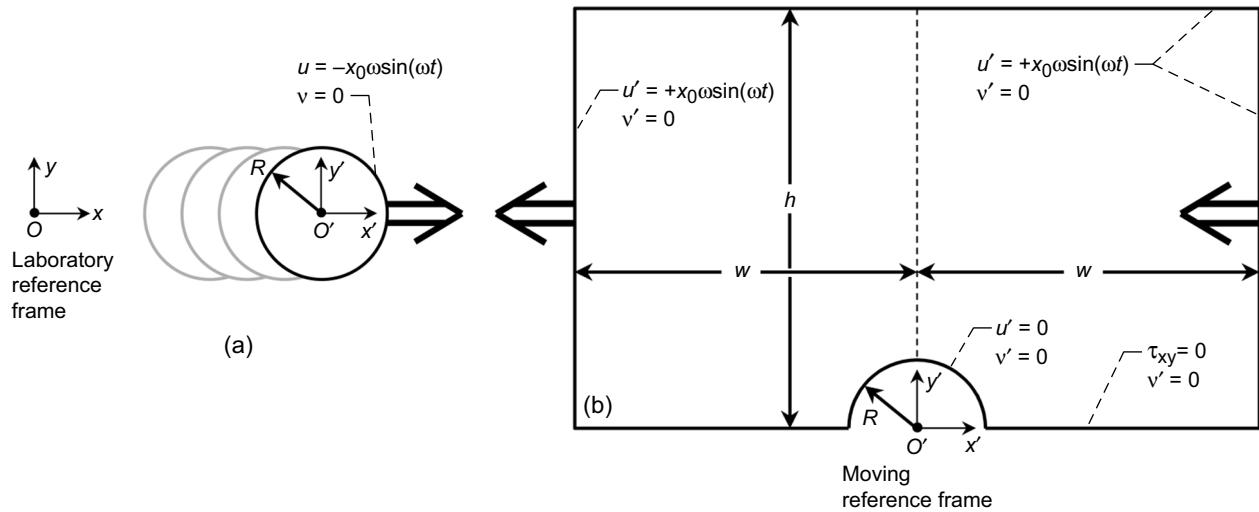 u = –x₀ωsin(ωt)
v = 0
R
y′
x′
O′
y
x
O
Laboratory
reference
frame
(a)
u′ = +x₀ωsin(ωt)
v′ = 0
u′ = +x₀ωsin(ωt)
v′ = 0
h
w
w
u′ = 0
v′ = 0
τxy = 0
v′ = 0
(b)
R
y′
x′
O′
Moving
reference frame